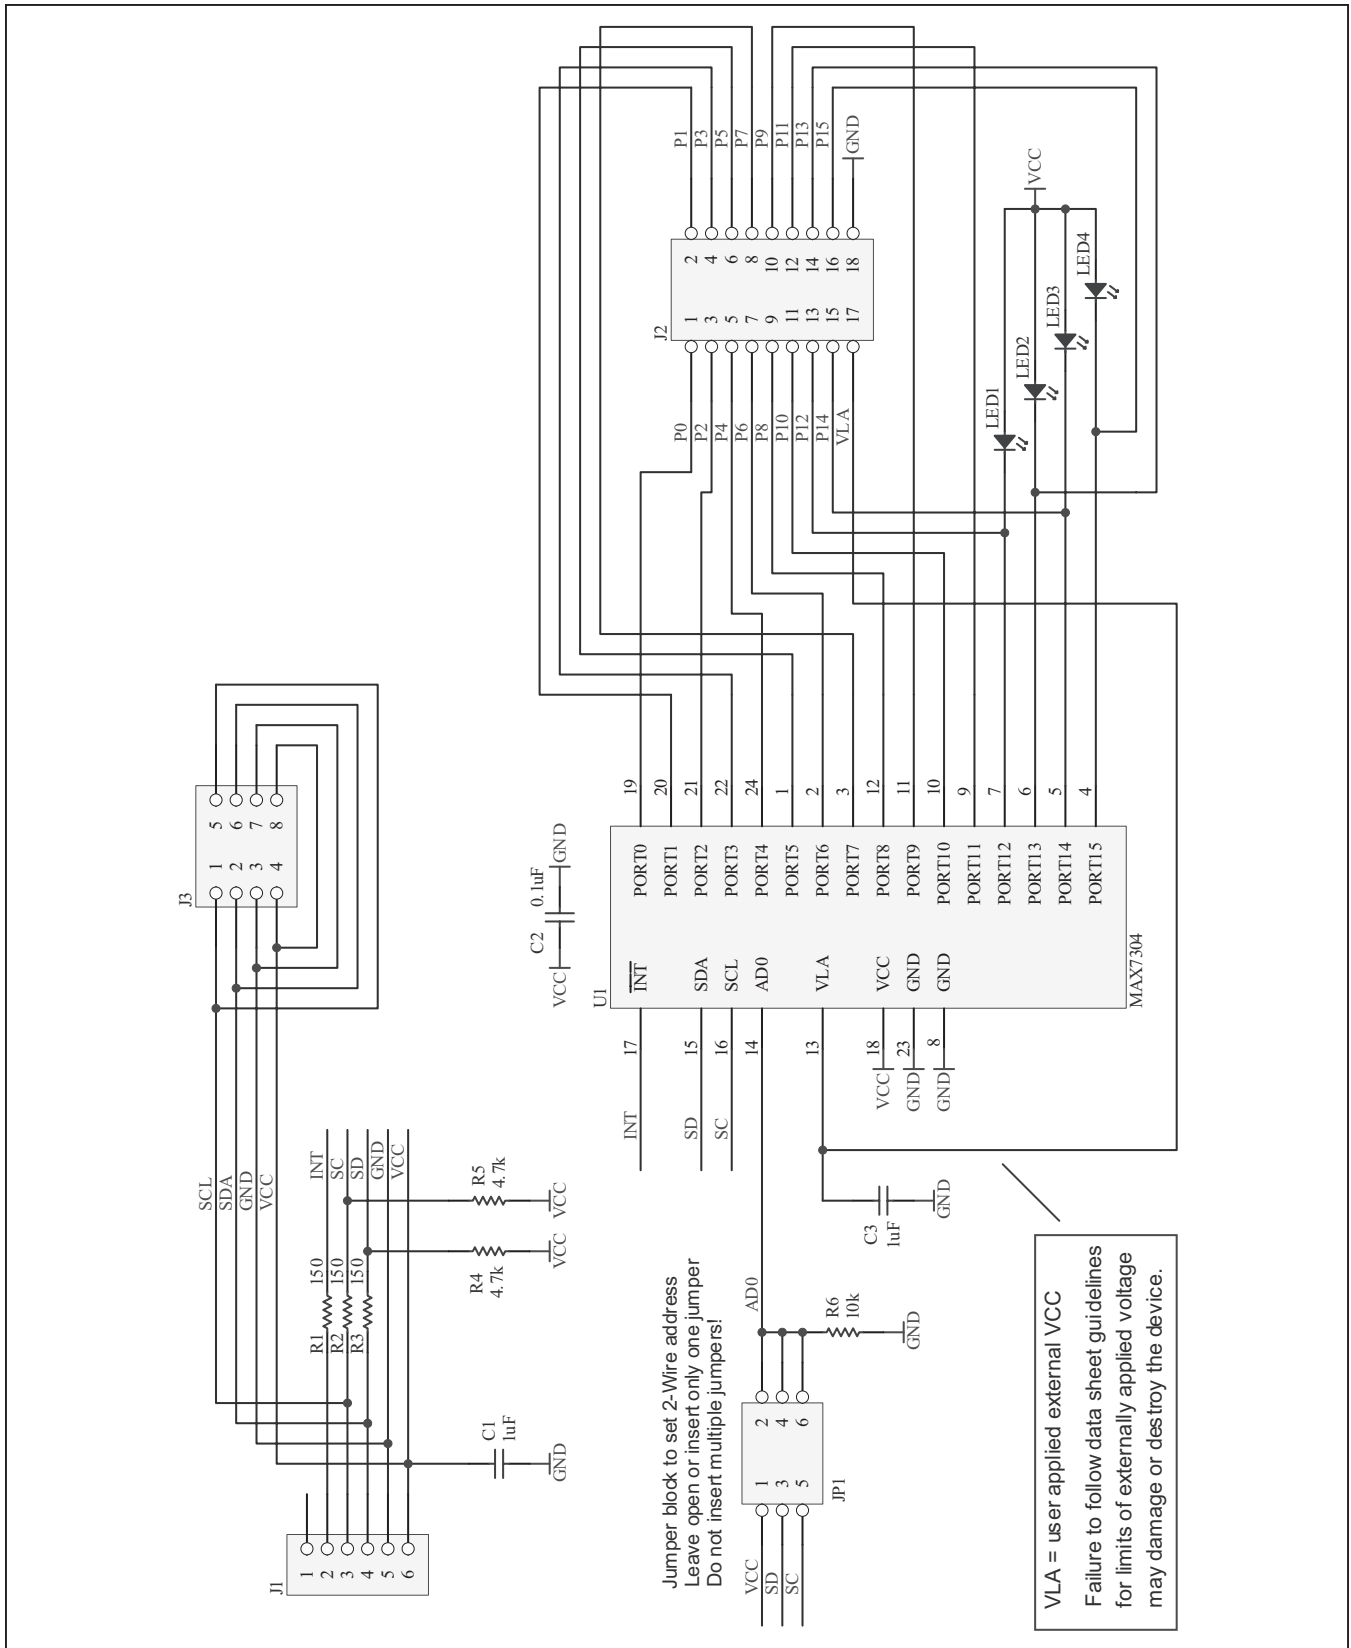 J1
1
2
3
4
5
6
R1
R2
R3
150
150
150
INT
SC
SD
GND
VCC
SCL
SDA
GND
VCC
J3
1
2
3
4
5
6
7
8
C1
1uF
GND
R4
4.7k
VCC
R5
4.7k
VCC
C2
0.1uF
VCC
GND
Jumper block to set 2-Wire address
Leave open or insert only one jumper
Do not insert multiple jumpers!
VCC
SD
SC
JP1
1
3
5
2
4
6
AD0
R6
10k
GND
INT
SD
SC
17
15
16
14
13
18
23
8
VCC
GND
GND
C3
1uF
GND
U1
INT
SDA
SCL
AD0
VLA
VCC
GND
GND
MAX7304
PORT0
PORT1
PORT2
PORT3
PORT4
PORT5
PORT6
PORT7
PORT8
PORT9
PORT10
PORT11
PORT12
PORT13
PORT14
PORT15
19
20
21
22
24
1
2
3
12
11
10
9
7
6
5
4
P0
P2
P4
P6
P8
P10
P12
P14
VLA
J2
1
3
5
7
9
11
13
15
17
2
4
6
8
10
12
14
16
18
P1
P3
P5
P7
P9
P11
P13
P15
GND
LED1
LED2
LED3
LED4
VCC
VLA = user applied external VCC
Failure to follow data sheet guidelines
for limits of externally applied voltage
may damage or destroy the device.